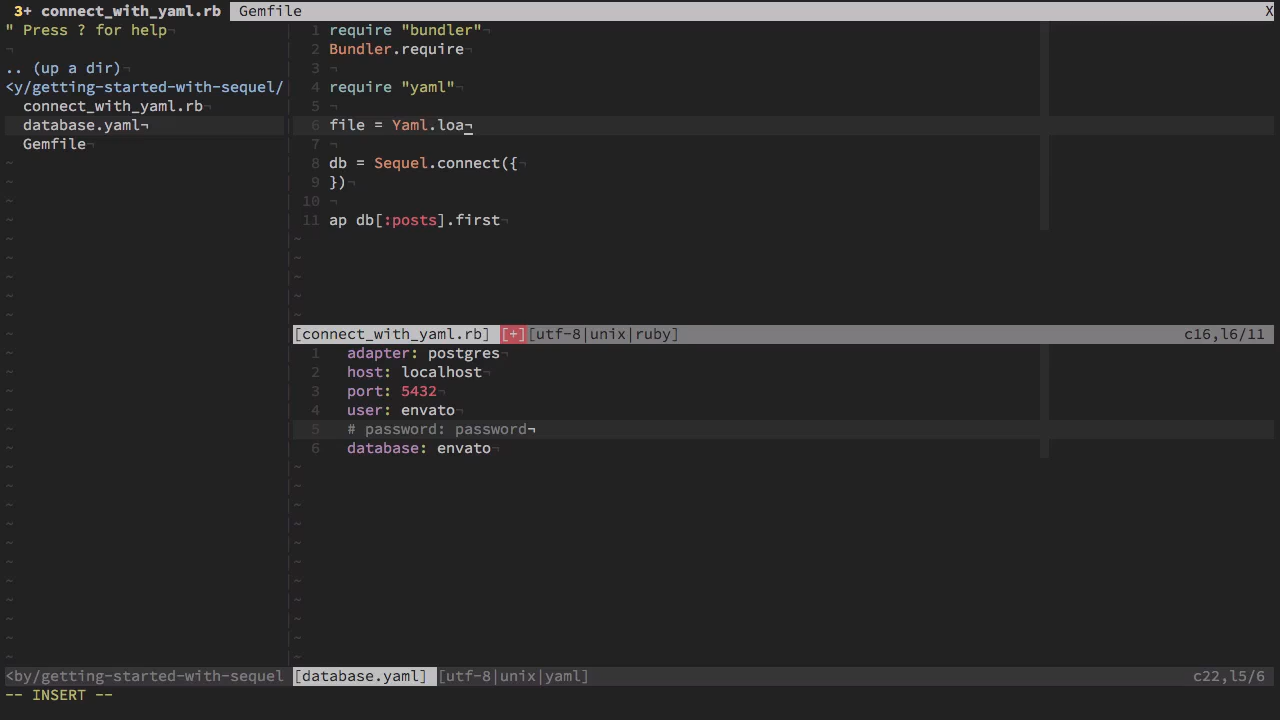 3+ connect_with_yaml.rb Gemfile X
" Press ? for help¬
¬
.. (up a dir)¬
<y/getting-started-with-sequel/
connect_with_yaml.rb¬
database.yaml¬
Gemfile¬
1 require "bundler"¬
2 Bundler.require¬
3 ¬
4 require "yaml"¬
5 ¬
6 file = Yaml.loa¬
7 ¬
8 db = Sequel.connect({¬
9 })¬
10 ¬
11 ap db[:posts].first¬
[connect_with_yaml.rb] [+][utf-8|unix|ruby] c16,l6/11
1 adapter: postgres¬
2 host: localhost¬
3 port: 5432¬
4 user: envato¬
5 # password: password¬
6 database: envato¬
<by/getting-started-with-sequel [database.yaml] [utf-8|unix|yaml] c22,l5/6
-- INSERT --